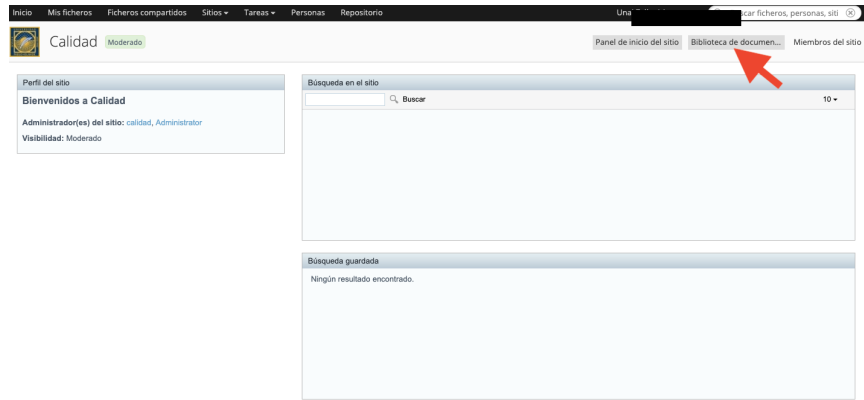 Inicio Mis ficheros Ficheros compartidos Sitios Tareas Personas Repositorio scar ficheros, personas, siti
Calidad Moderado Panel de inicio del sitio Biblioteca de documen... Miembros del sitio
Perfil del sitio
Bienvenidos a Calidad
Administrador(es) del sitio: calidad, Administrator
Visibilidad: Moderado
Búsqueda en el sitio
Buscar 10
Búsqueda guardada
Ningún resultado encontrado.